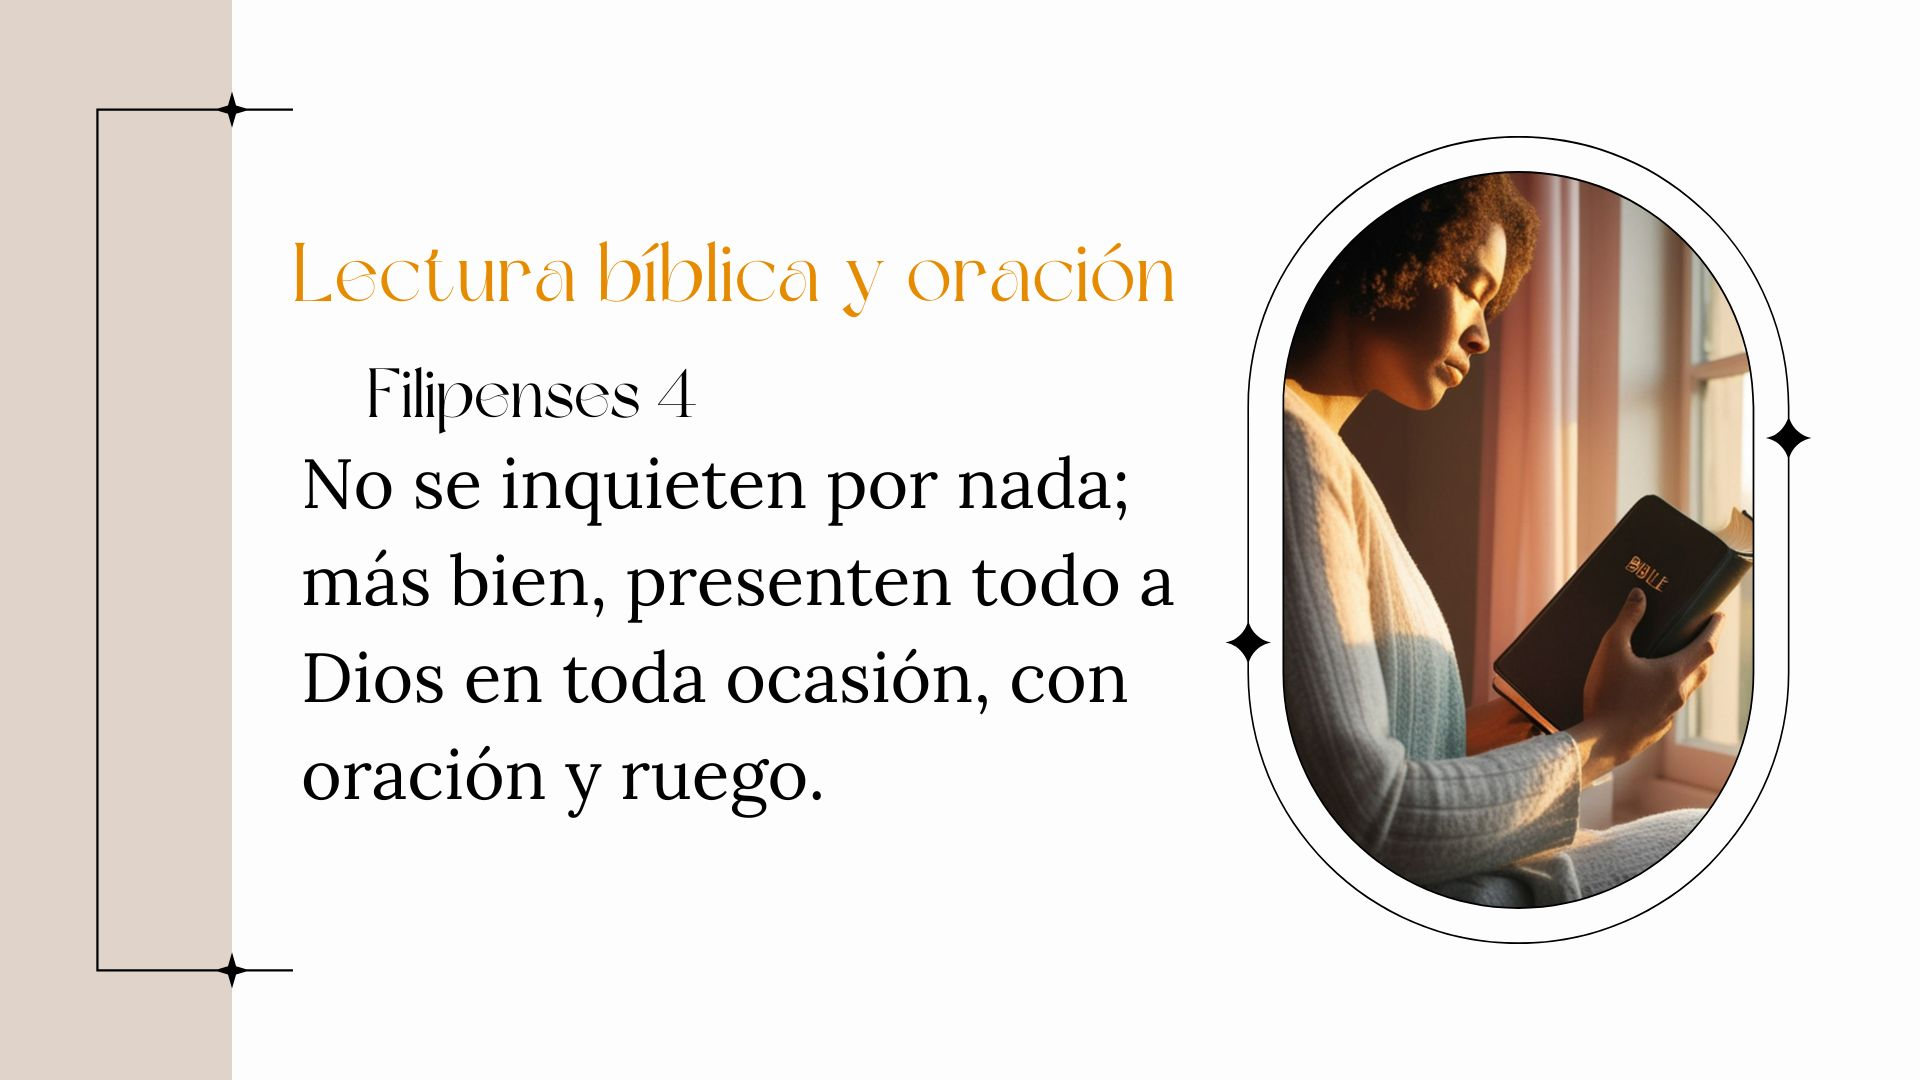 Lectura bíblica y oración
Filipenses 4
No se inquieten por nada;
más bien, presenten todo a
Dios en toda ocasión, con
oración y ruego.
BIBLE